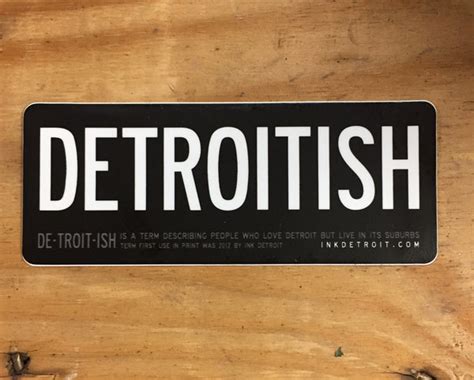 DETROITISH
DE-TROIT-ISH IS A TERM DESCRIBING PEOPLE WHO LOVE DETROIT BUT LIVE IN ITS SUBURBS
TERM FIRST USE IN PRINT WAS 2012 BY INK DETROIT INKDETROIT.COM